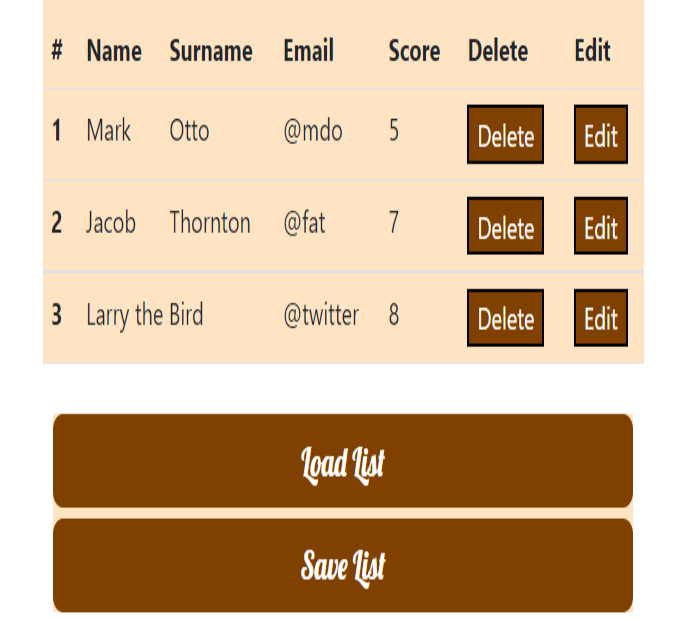 # Name Surname Email Score Delete Edit
1 Mark Otto @mdo 5 Delete Edit
2 Jacob Thornton @fat 7 Delete Edit
3 Larry the Bird @twitter 8 Delete Edit
Load List
Save List